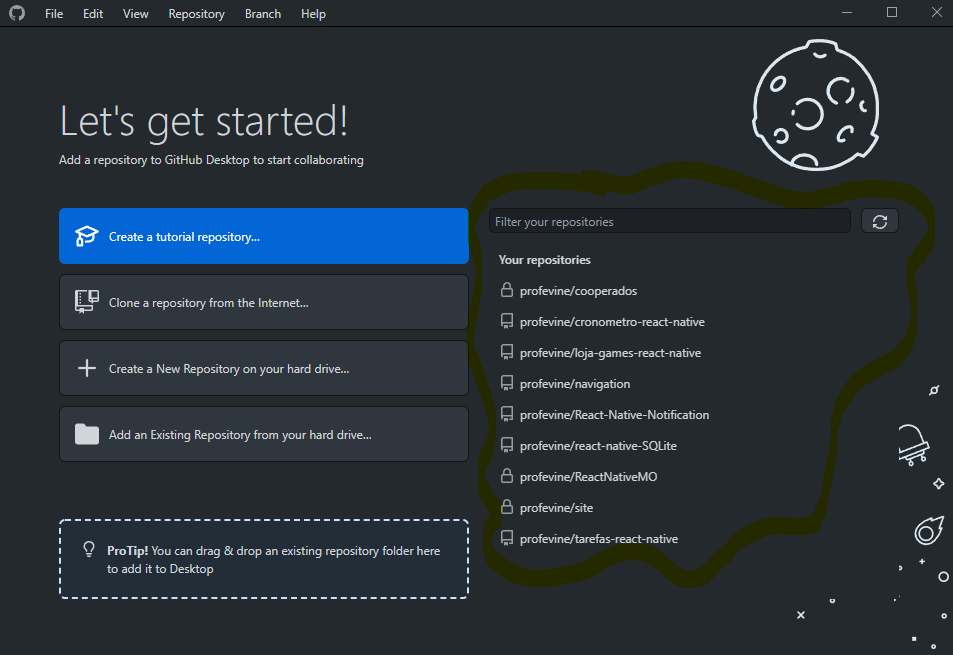 File Edit View Repository Branch Help
Let's get started!
Add a repository to GitHub Desktop to start collaborating
Create a tutorial repository...
Clone a repository from the Internet...
Create a New Repository on your hard drive...
Add an Existing Repository from your hard drive...
ProTip! You can drag & drop an existing repository folder here
to add it to Desktop
Filter your repositories
Your repositories
profevine/cooperados
profevine/cronometro-react-native
profevine/loja-games-react-native
profevine/navigation
profevine/React-Native-Notification
profevine/react-native-SQLite
profevine/ReactNativeMO
profevine/site
profevine/tarefas-react-native